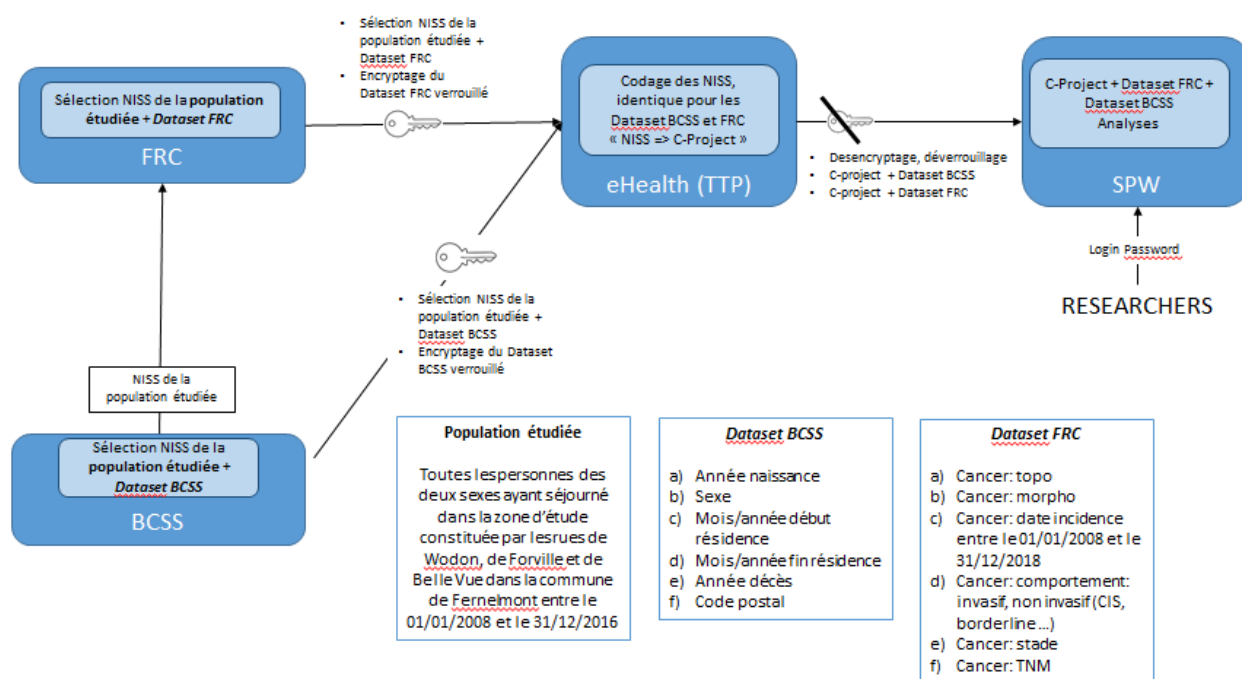 • Sélection NISS de la
population étudiée +
Dataset FRC
• Encryptage du
Dataset FRC verrouillé
Sélection NISS de la population
étudiée + Dataset FRC
FRC
Codage des NISS,
identique pour les
Dataset BCSS et FRC
« NISS => C-Project »
eHealth (TTP)
C-Project + Dataset FRC +
Dataset BCSS
Analyses
SPW
• Desencryptage, déverrouillage
• C-project + Dataset BCSS
• C-project + Dataset FRC
Login Password
RESEARCHERS
• Sélection NISS de la
population étudiée +
Dataset BCSS
• Encryptage du Dataset
BCSS verrouillé
NISS de la
population étudiée
Sélection NISS de la
population étudiée +
Dataset BCSS
BCSS
Population étudiée
Toutes lespersonnes des
deux sexes ayant séjourné
dans la zone d'étude
constituée par lesrues de
Wodon, de Forville et de
Belle Vue dans la commune
de Fernelmont entre le
01/01/2008 et le 31/12/2016
Dataset BCSS
a) Année naissance
b) Sexe
c) Mois/année début
résidence
d) Mois/année fin résidence
e) Année décès
f) Code postal
Dataset FRC
a) Cancer: topo
b) Cancer: morpho
c) Cancer: date incidence
entre le 01/01/2008 et le
31/12/2018
d) Cancer: comportement:
invasif, non invasif (CIS,
borderline ...)
e) Cancer: stade
f) Cancer: TNM